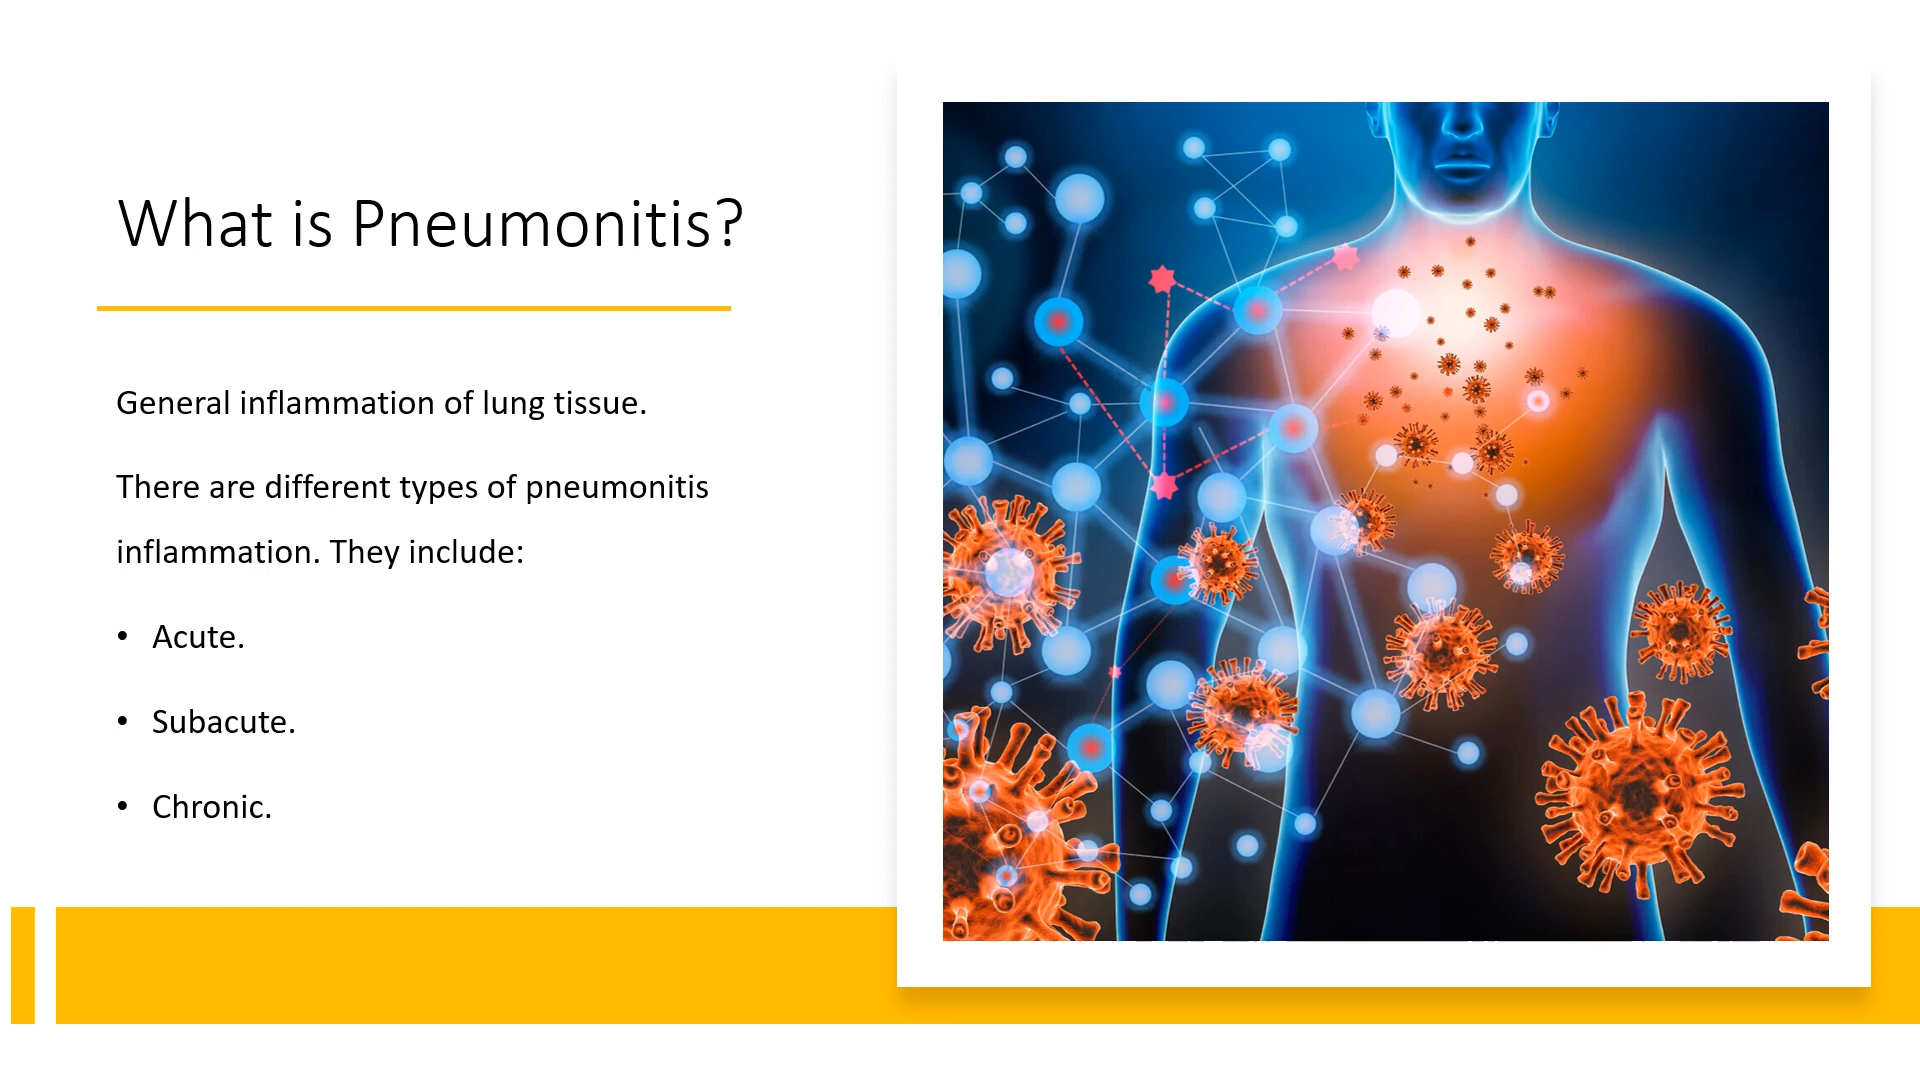 What is Pneumonitis?
General inflammation of lung tissue.
There are different types of pneumonitis
inflammation. They include:
• Acute.
• Subacute.
• Chronic.